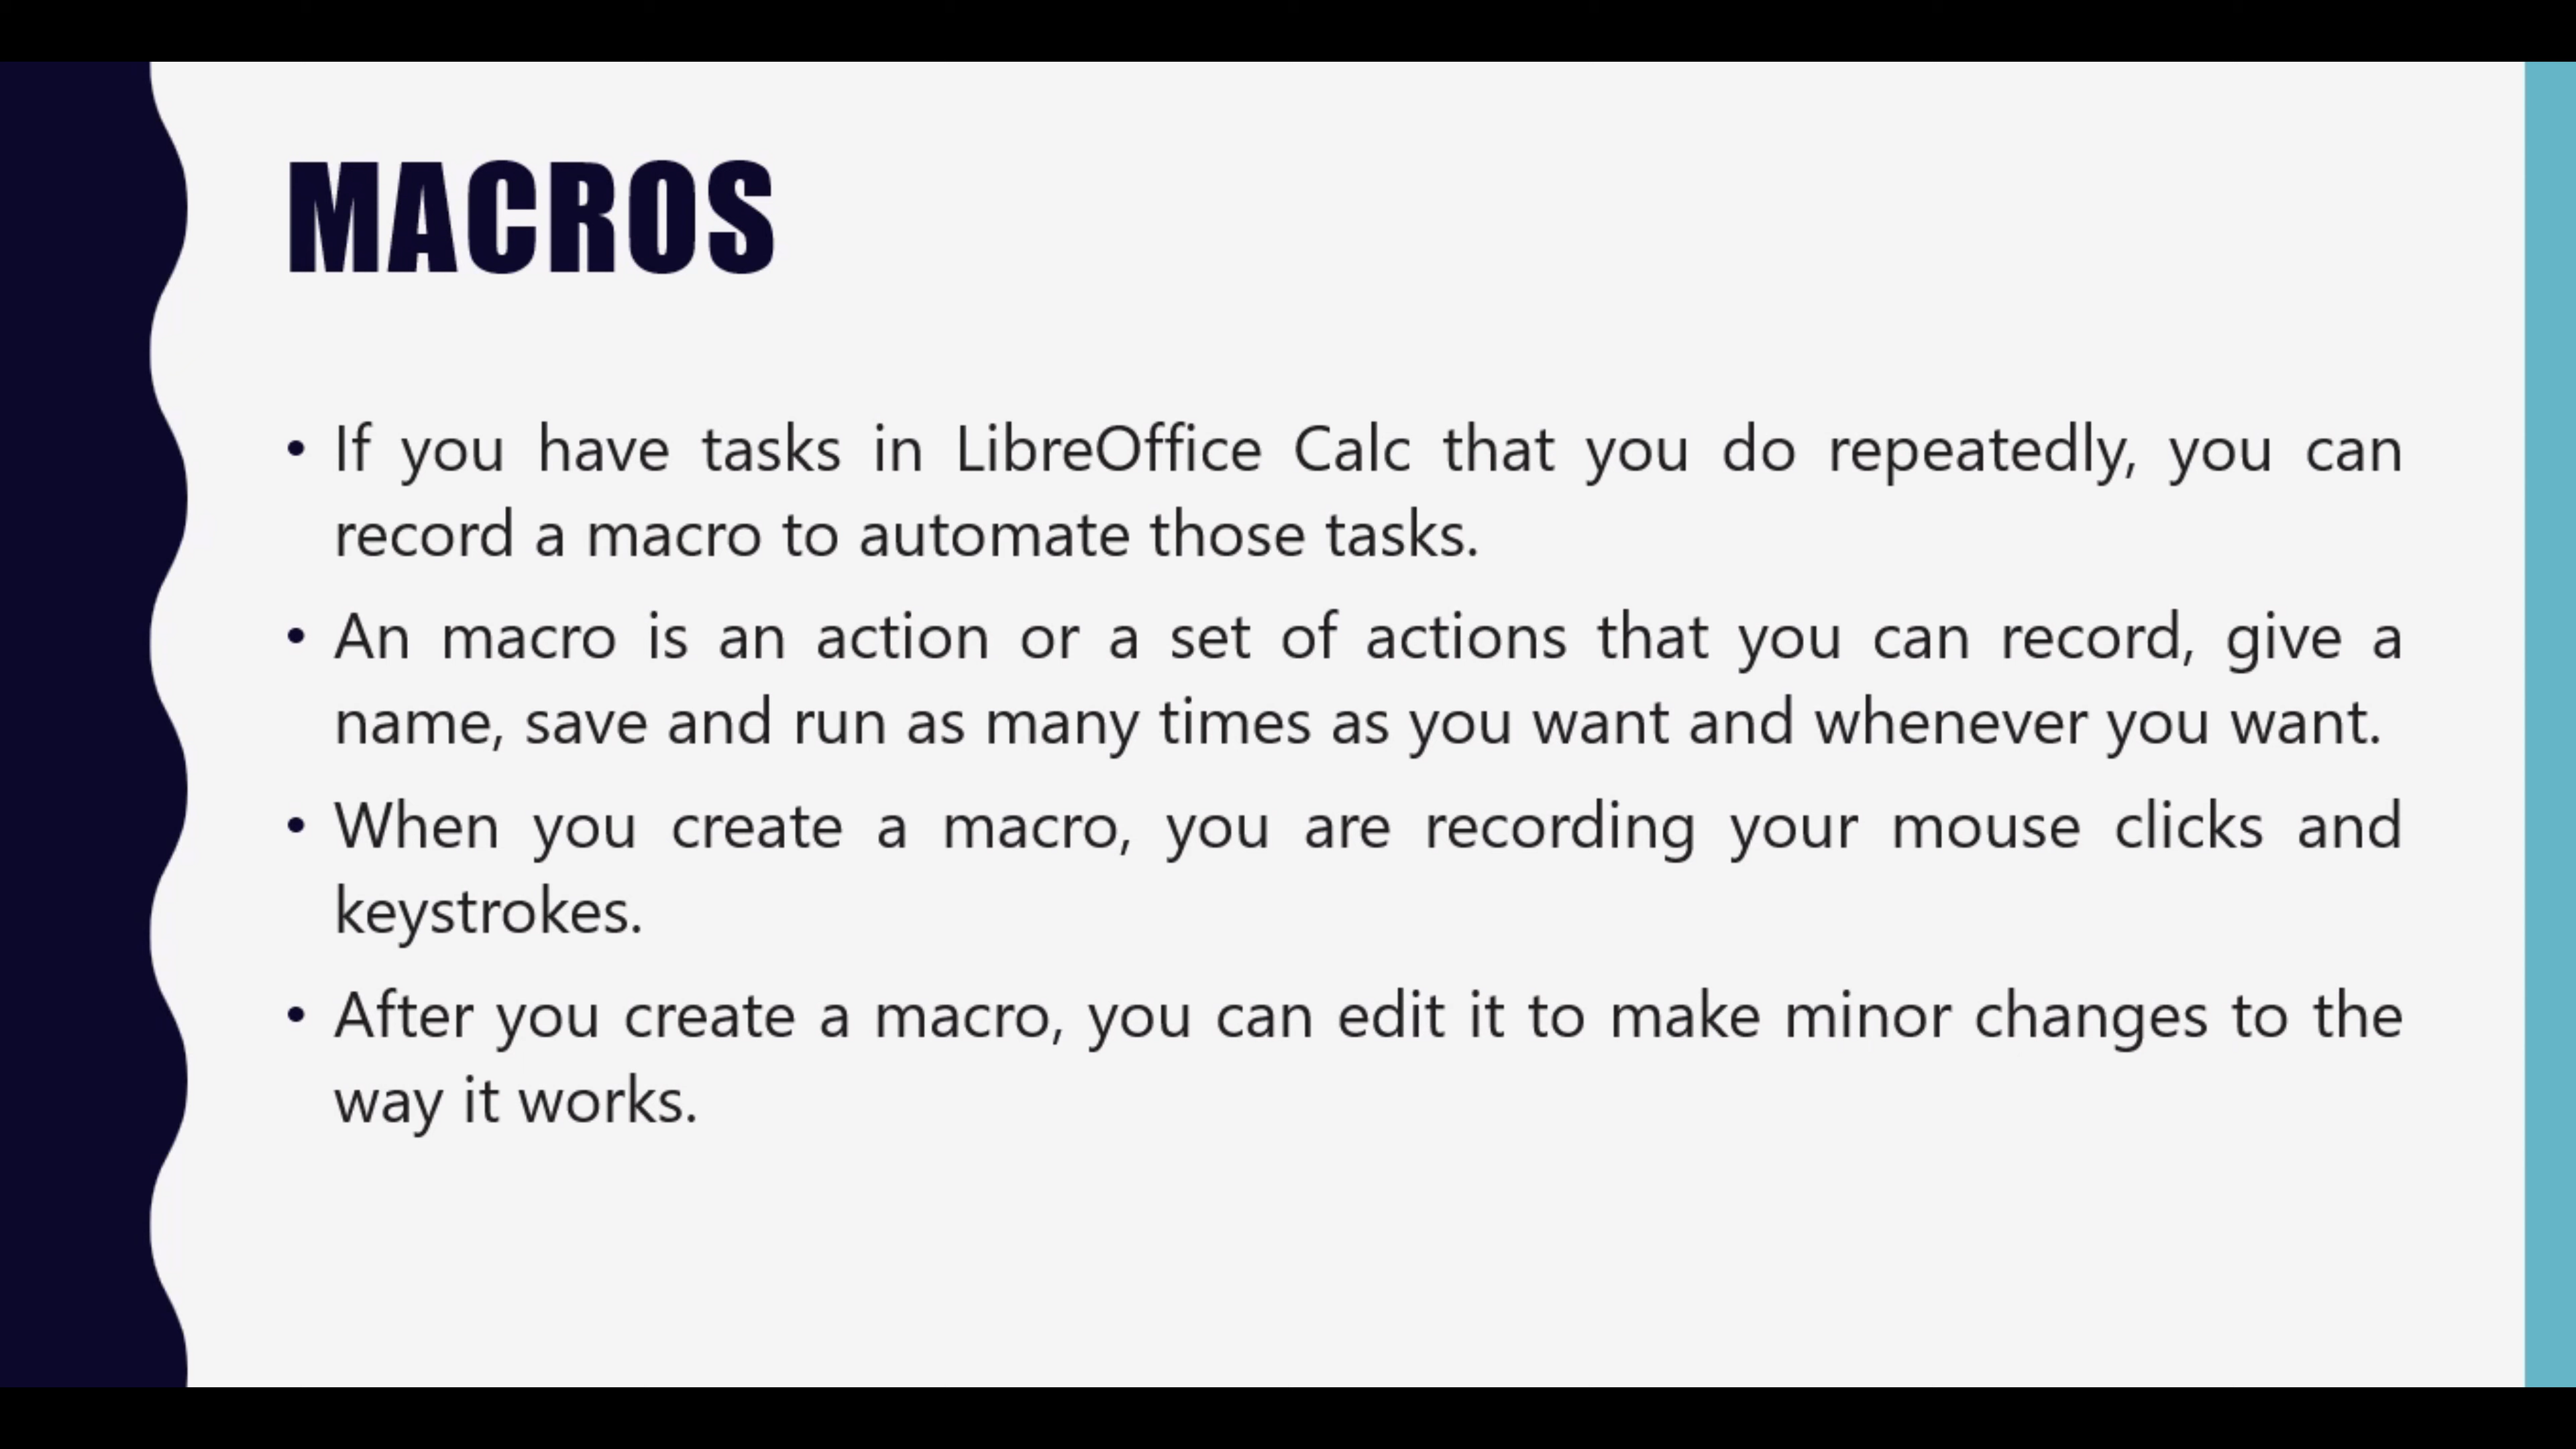 MACROS
• If you have tasks in LibreOffice Calc that you do repeatedly, you can
record a macro to automate those tasks.
• An macro is an action or a set of actions that you can record, give a
name, save and run as many times as you want and whenever you want.
• When you create a macro, you are recording your mouse clicks and
keystrokes.
• After you create a macro, you can edit it to make minor changes to the
way it works.